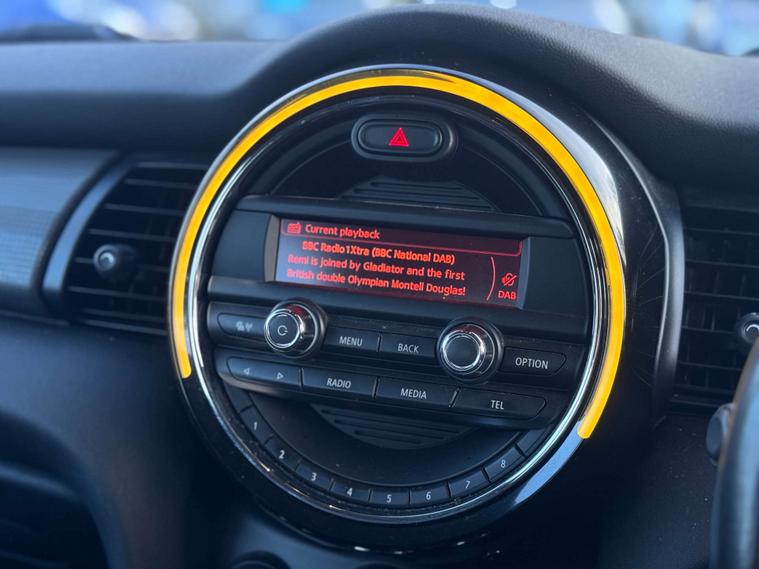 Current playback
BBC Radio 1Xtra (BBC National DAB)
Remi is joined by Gladiator and the first
British double Olympian Montell Douglas!
DAB
MENU
BACK
OPTION
RADIO
MEDIA
TEL
1 2 3 4 5 6 7 8